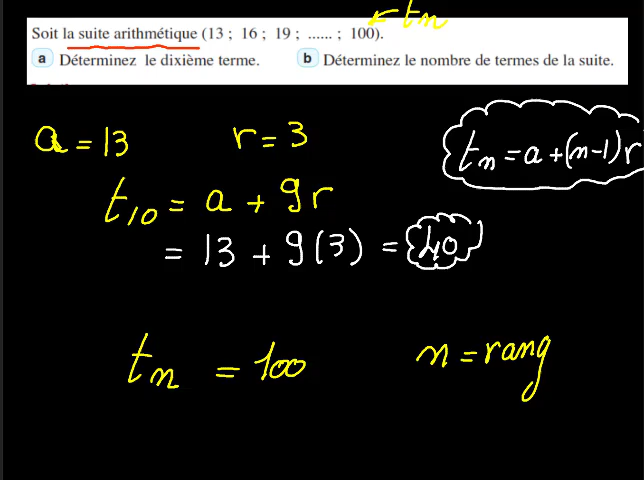 ← tn
Soit la suite arithmétique (13 ; 16 ; 19 ; ...... ; 100).
a Déterminez le dixième terme. b Déterminez le nombre de termes de la suite.
a = 13 r = 3
tn = a + (n-1) r
t10 = a + 9r
= 13 + 9(3) = 40
tn = 100 n = rang